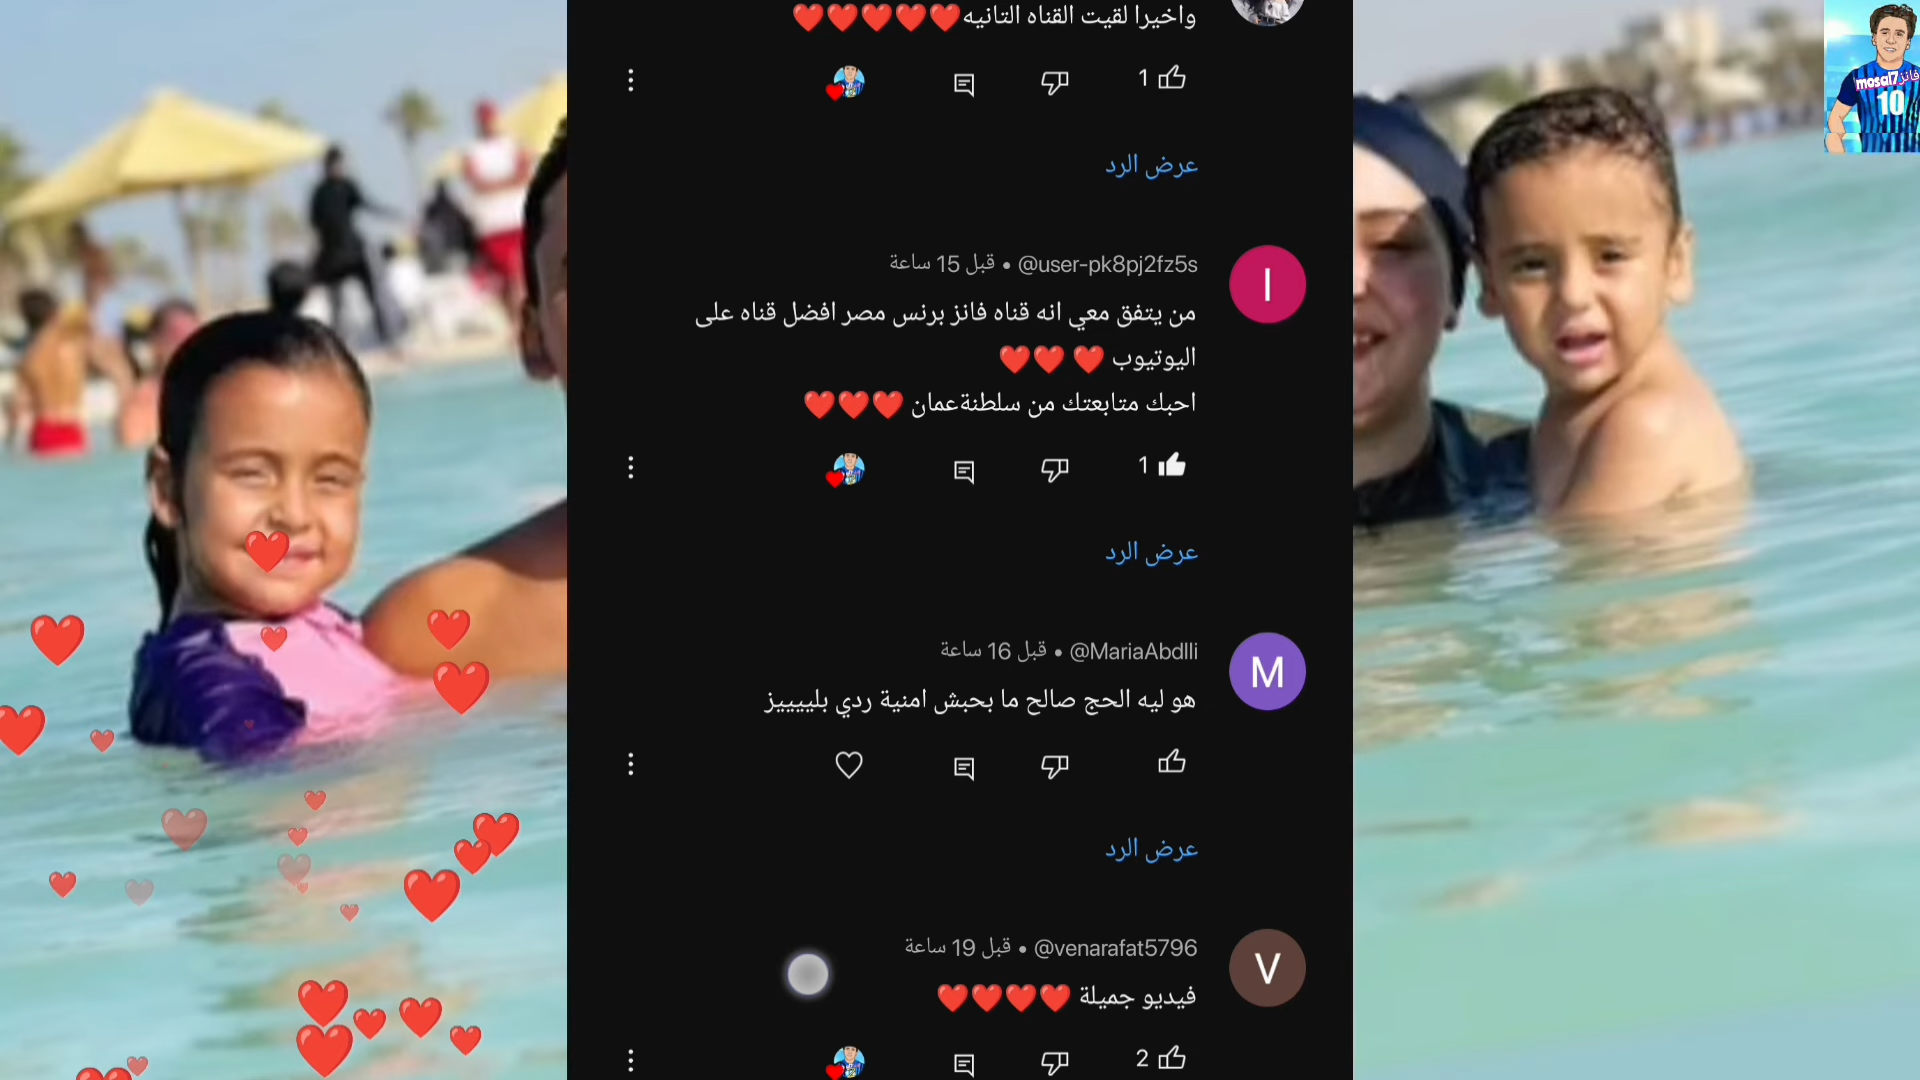 واخيرا لقيت القناه التانيه❤️❤️❤️❤️❤️
1
عرض الرد
@user-pk8pj2fz5s • قبل 15 ساعة
من يتفق معي انه قناه فانز برنس مصر افضل قناه على
اليوتيوب ❤️ ❤️❤️
احبك متابعتك من سلطنةعمان ❤️❤️❤️
1
عرض الرد
@MariaAbdlli • قبل 16 ساعة
هو ليه الحج صالح ما بحبش امنية ردي بليييييز
عرض الرد
@venarafat5796 • قبل 19 ساعة
فيديو جميلة ❤️❤️❤️❤️
2
I
M
V
فانز mosal7
10